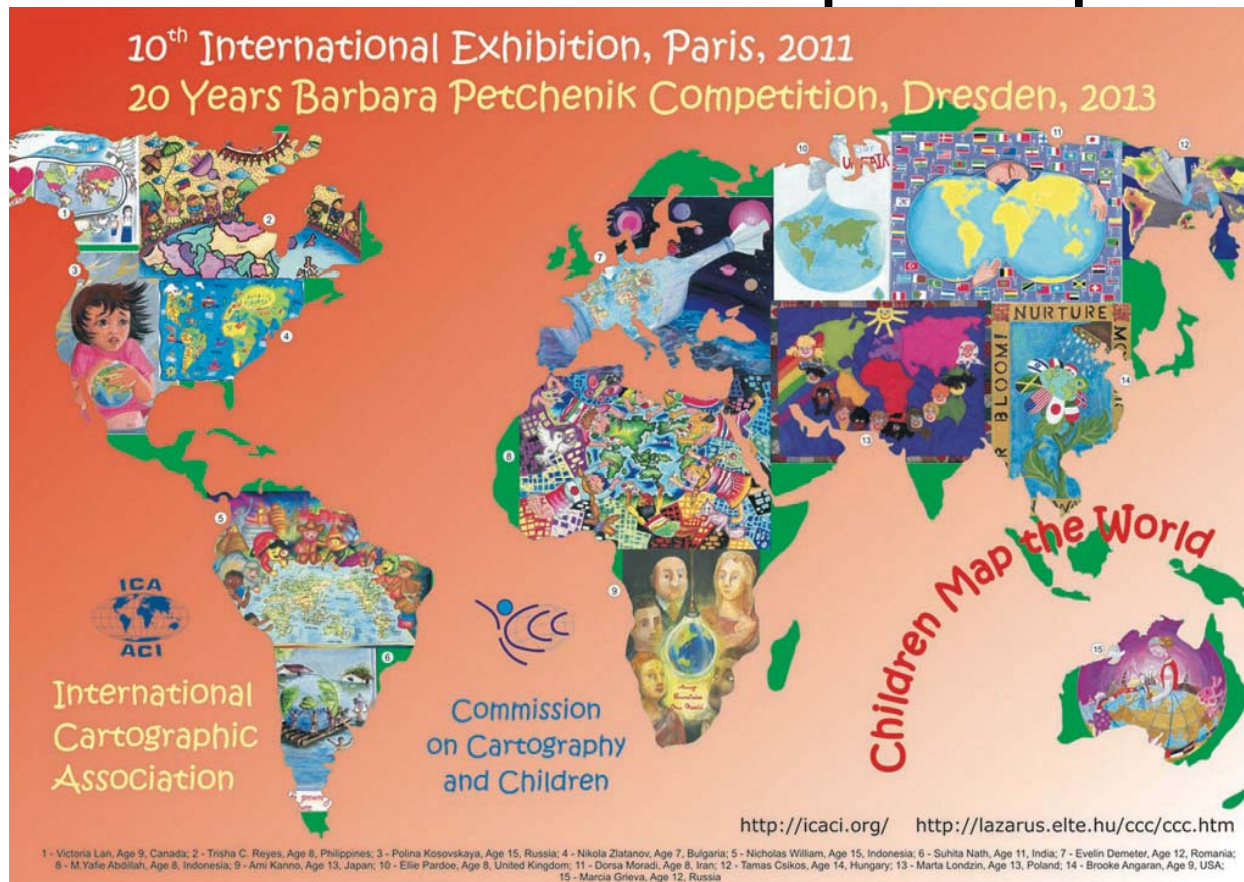 10th International Exhibition, Paris, 2011
20 Years Barbara Petchenik Competition, Dresden, 2013
NURTURE
BLOOM!
Children Map the World
ICA
ACI
International
Cartographic
Association
CCC
Commission
on Cartography
and Children
Many
Countries
One World
http://icaci.org/ http://lazarus.elte.hu/ccc/ccc.htm
1 - Victoria Lan, Age 9, Canada; 2 - Trisha C. Reyes, Age 8, Philippines; 3 - Polina Kosovskaya, Age 15, Russia; 4 - Nikola Zlatanov, Age 7, Bulgaria; 5 - Nicholas William, Age 15, Indonesia; 6 - Suhita Nath, Age 11, India; 7 - Evelin Demeter, Age 12, Romania;
8 - M.Yafie Abdillah, Age 8, Indonesia; 9 - Ami Kanno, Age 13, Japan; 10 - Ellie Pardoe, Age 8, United Kingdom; 11 - Dorsa Moradi, Age 8, Iran; 12 - Tamas Csikos, Age 14, Hungary; 13 - Marta Londzin, Age 13, Poland; 14 - Brooke Angaran, Age 9, USA;
15 - Marcia Grieva, Age 12, Russia